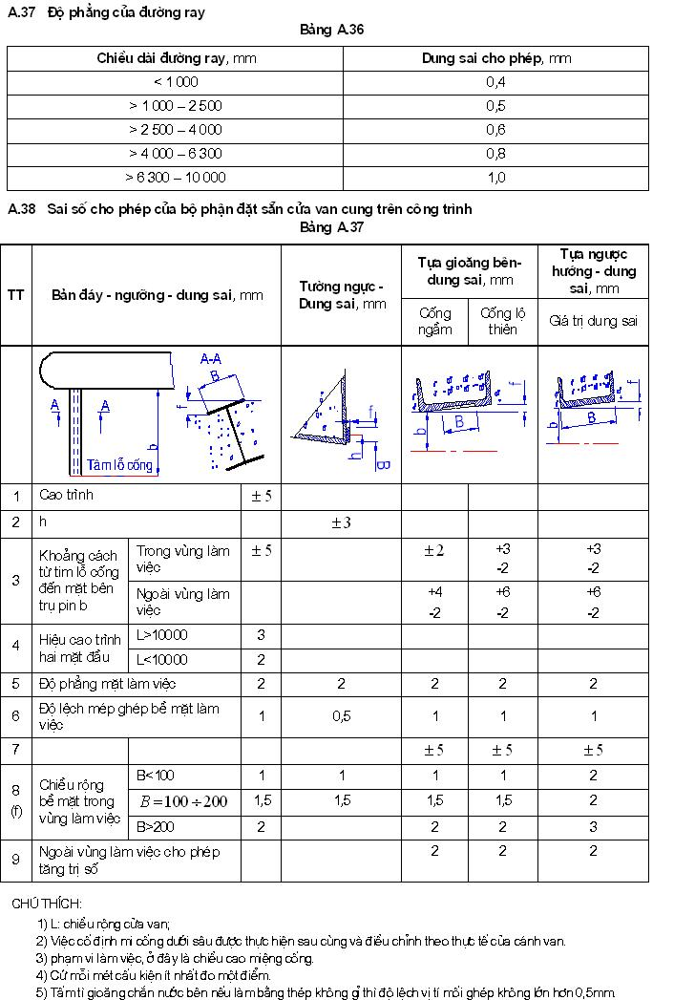 A.37 Độ phẳng của đường ray
Bảng A.36
Chiều dài đường ray, mm Dung sai cho phép, mm
< 1 000 0,4
> 1 000 – 2 500 0,5
> 2 500 – 4 000 0,6
> 4 000 – 6 300 0,8
> 6 300 – 10 000 1,0
A.38 Sai số cho phép của bộ phận đặt sẵn cửa van cung trên công trình
Bảng A.37
TT Bản đáy - ngưỡng - dung sai, mm Tường ngực - Dung sai, mm Tựa gioăng bên- dung sai, mm Tựa ngược hướng - dung sai, mm
Cống ngầm Cống lộ thiên Giá trị dung sai
A-A
B
f
A A
b
Tâm lỗ cống
f
h
B
f
B
b
f
B
b
1 Cao trình ± 5
2 h ± 3
3 Khoảng cách từ tim lỗ cống đến mặt bên trụ pin b Trong vùng làm việc ± 5 ± 2 +3 -2 +3 -2
Ngoài vùng làm việc +4 -2 +6 -2 +6 -2
4 Hiệu cao trình hai mặt đầu L>10000 3
L<10000 2
5 Độ phẳng mặt làm việc 2 2 2 2 2
6 Độ lệch mép ghép bề mặt làm việc 1 0,5 1 1 1
7 ± 5 ± 5 ± 5
8 (f) Chiều rộng bề mặt trong vùng làm việc B<100 1 1 1 1 2
B = 100 ÷ 200 1,5 1,5 1,5 1,5 2
B>200 2 2 2 3
9 Ngoài vùng làm việc cho phép tăng trị số 2 2 2
CHÚ THÍCH:
1) L: chiều rộng cửa van;
2) Việc cố định mi cống dưới sâu được thực hiện sau cùng và điều chỉnh theo thực tế của cánh van.
3) phạm vi làm việc, ở đây là chiều cao miệng cống.
4) Cứ mỗi mét cấu kiện ít nhất đo một điểm.
5) Tấm tì gioăng chắn nước bên nếu làm bằng thép không gỉ thì độ lệch vị tí mối ghép không lớn hơn 0,5mm.